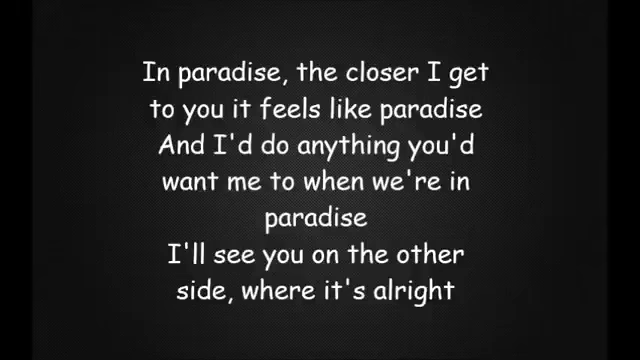 In paradise, the closer I get
to you it feels like paradise
And I'd do anything you'd
want me to when we're in
paradise
I'll see you on the other
side, where it's alright